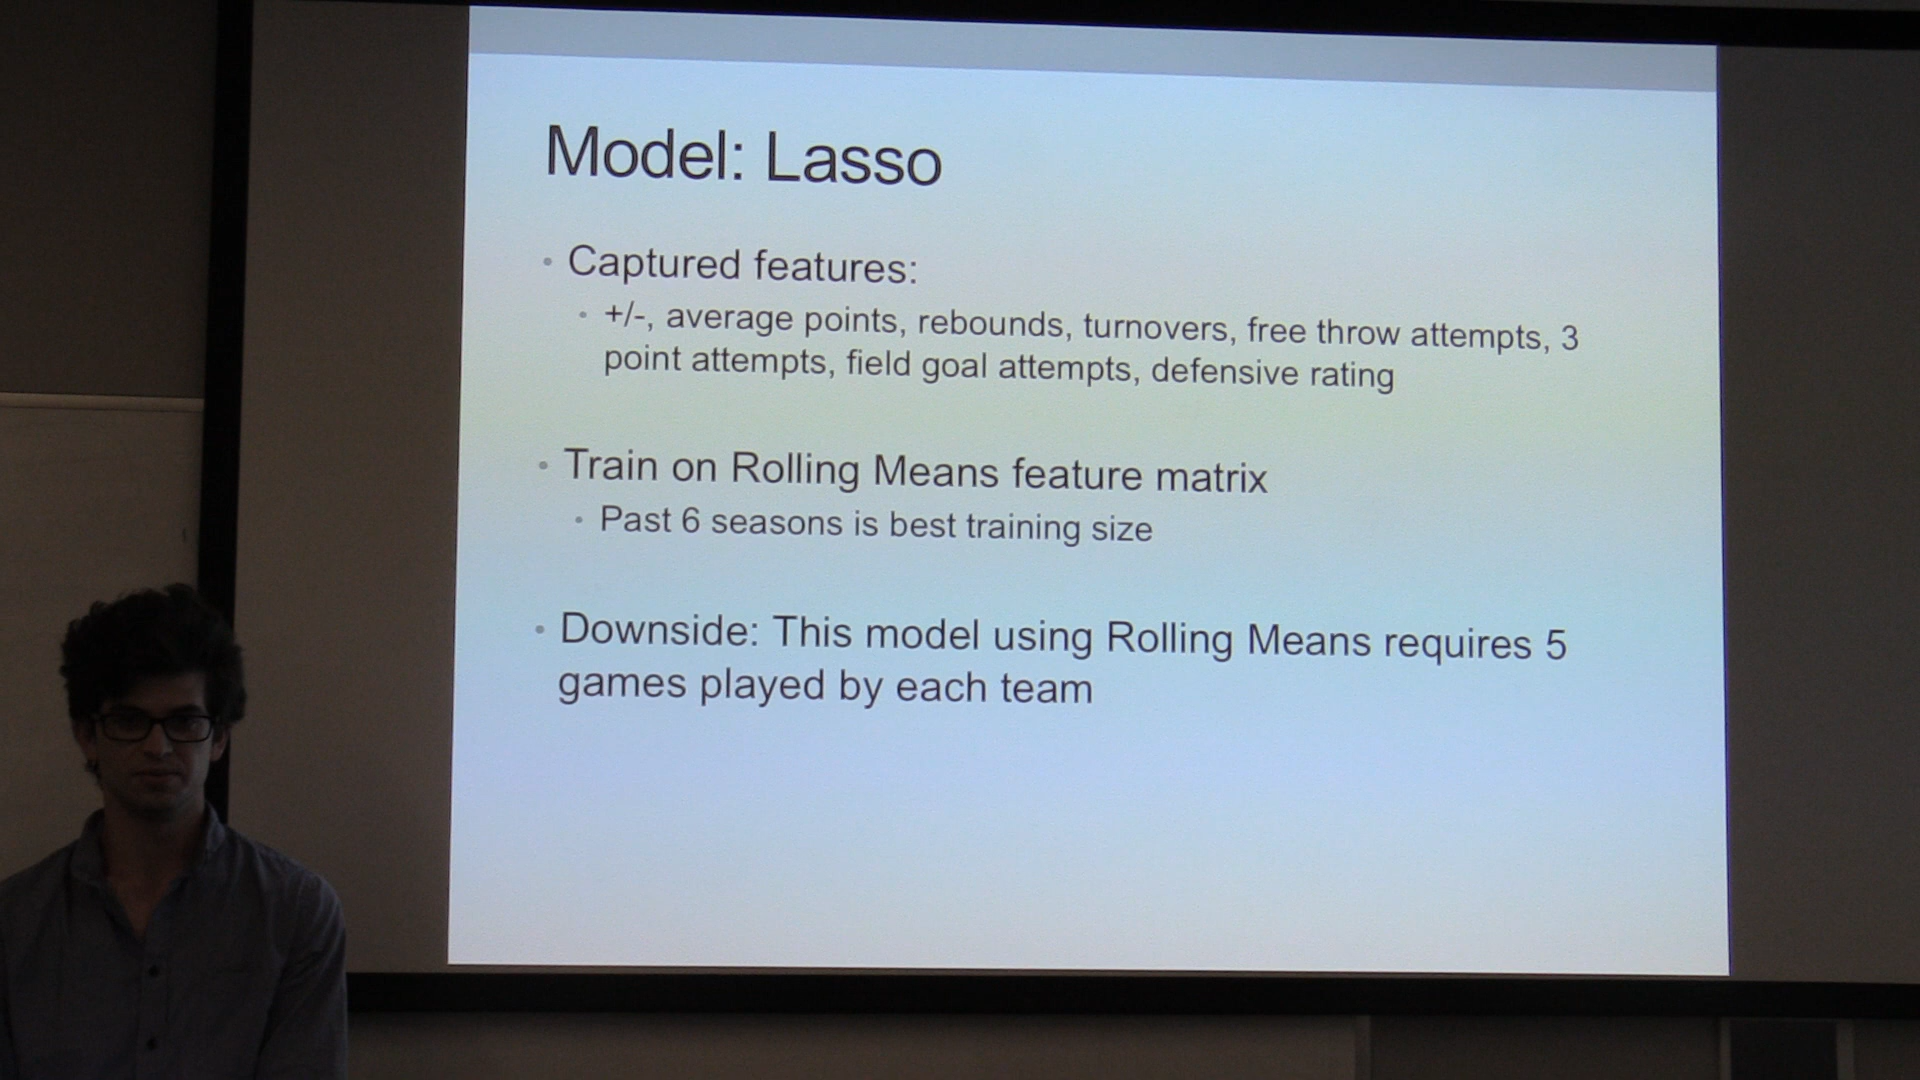 Model: Lasso
• Captured features:
• +/-, average points, rebounds, turnovers, free throw attempts, 3
point attempts, field goal attempts, defensive rating
• Train on Rolling Means feature matrix
• Past 6 seasons is best training size
• Downside: This model using Rolling Means requires 5
games played by each team